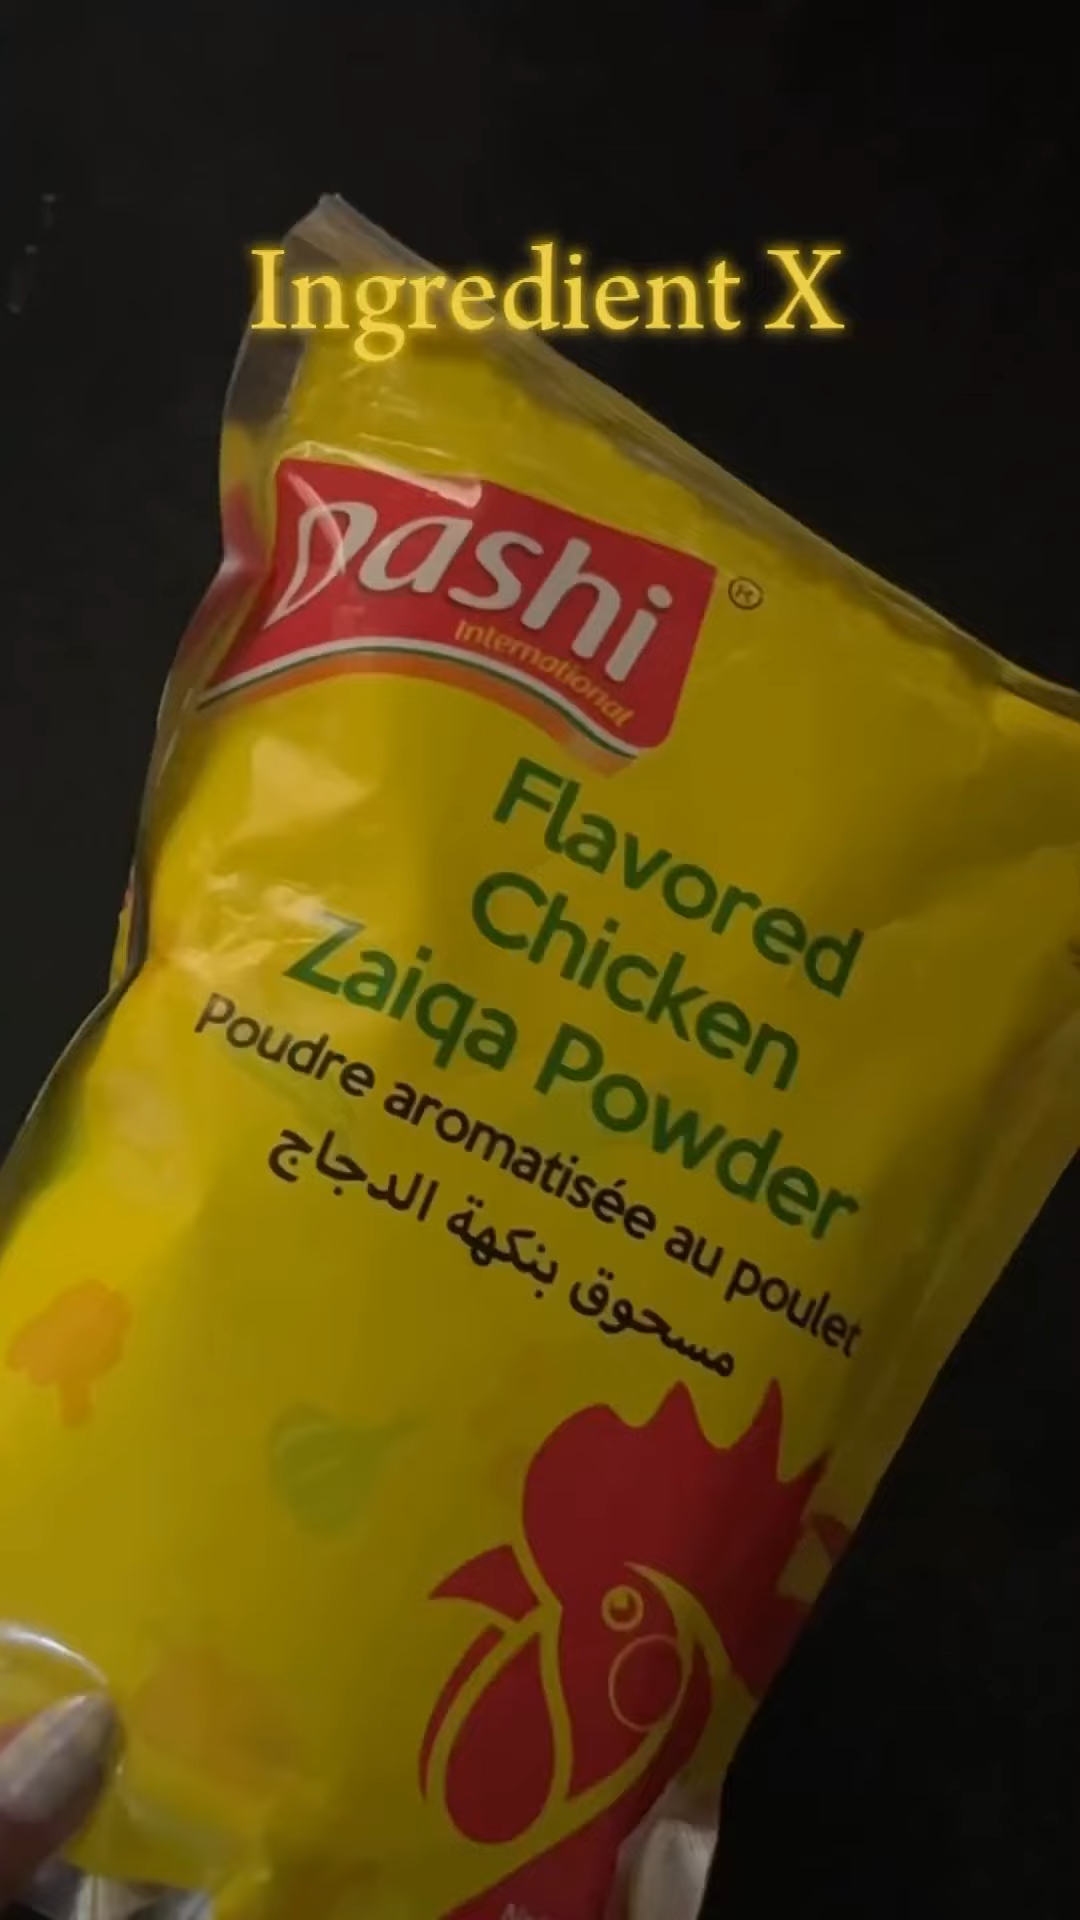 Ingredient X
Dashi
International
®
Flavored
Chicken
Zaiqa Powder
Poudre aromatisée au poulet
مسحوق بنكهة الدجاج